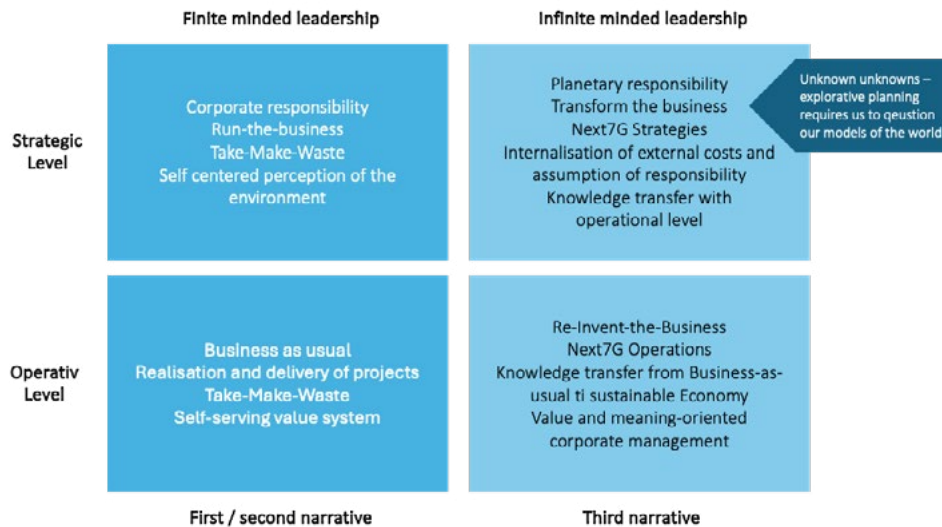 Finite minded leadership
Infinite minded leadership
Strategic
Level
Corporate responsibility
Run-the-business
Take-Make-Waste
Self centered perception of the
environment
Planetary responsibility
Transform the business
Next7G Strategies
Internalisation of external costs and
assumption of responsibility
Knowledge transfer with
operational level
Unknown unknowns –
explorative planning
requires us to qeustion
our models of the world
Operativ
Level
Business as usual
Realisation and delivery of projects
Take-Make-Waste
Self-serving value system
Re-Invent-the-Business
Next7G Operations
Knowledge transfer from Business-as-
usual ti sustainable Economy
Value and meaning-oriented
corporate management
First / second narrative
Third narrative